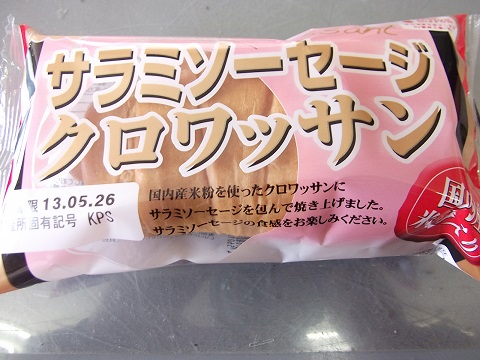 サラミソーセージ
クロワッサン
限 13.05.26
所固有記号 KPS
国内産米粉を使ったクロワッサンに
サラミソーセージを包んで焼き上げました。
サラミソーセージの食感をお楽しみください。